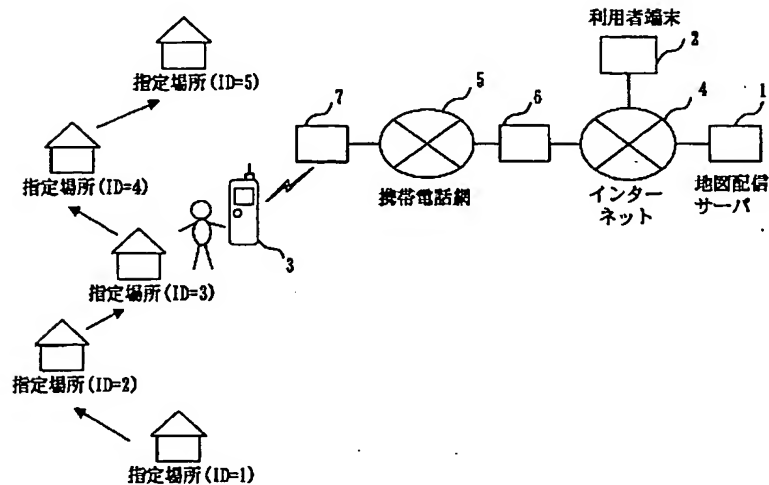 利用者端末
2
指定場所(ID=5)
7
5
6
4
1
指定場所(ID=4)
携帯電話網
インター
ネット
地図配信
サーバ
3
指定場所(ID=3)
指定場所(ID=2)
指定場所(ID=1)